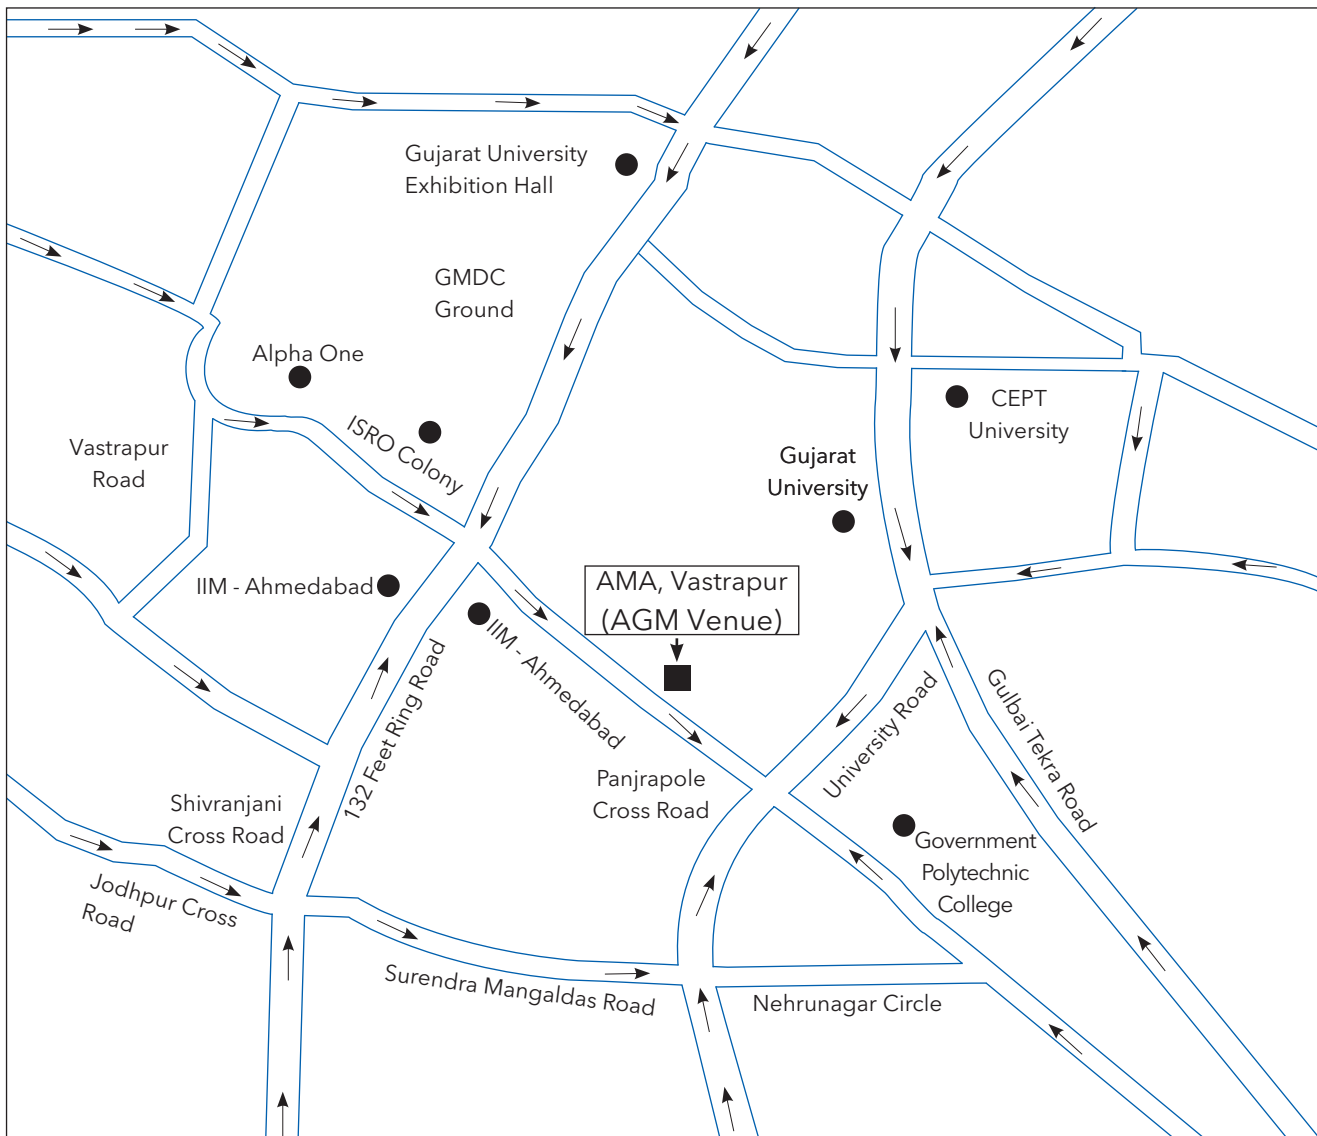 Gujarat University
Exhibition Hall
GMDC
Ground
Alpha One
ISRO Colony
CEPT
University
Vastrapur
Road
Gujarat
University
IIM - Ahmedabad
AMA, Vastrapur
(AGM Venue)
IIM - Ahmedabad
132 Feet Ring Road
University Road
Gulbai Tekra Road
Panjrapole
Cross Road
Shivranjani
Cross Road
Government
Polytechnic
College
Jodhpur Cross
Road
Surendra Mangaldas Road
Nehrunagar Circle